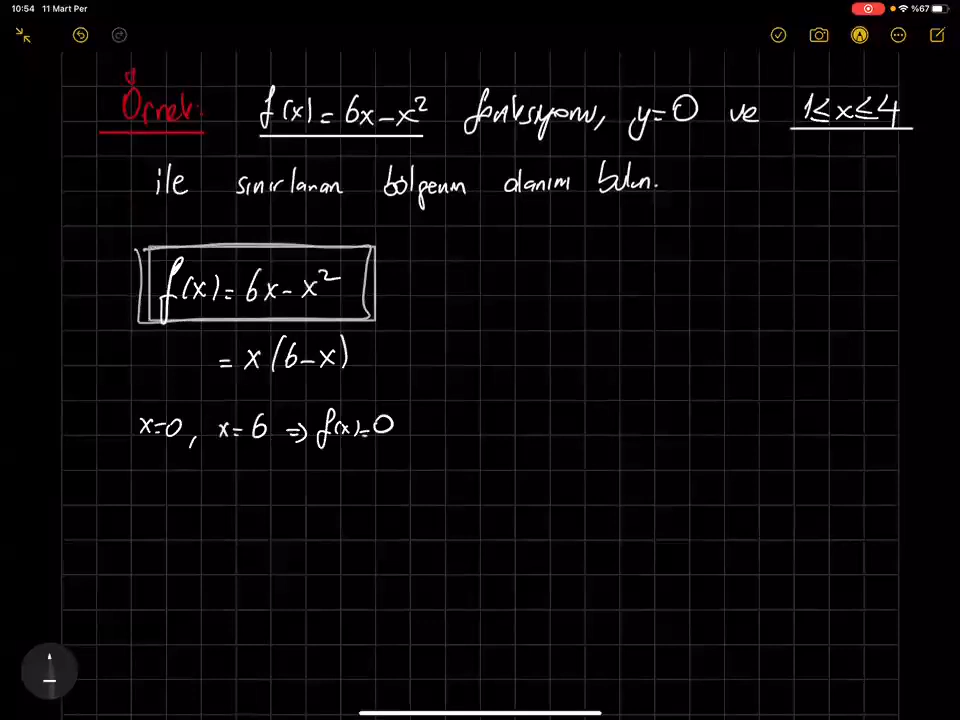 10:54 11 Mart Per %67
Örnek: f(x) = 6x - x² fonksiyonu, y=0 ve 1≤x≤4
ile sınırlanan bölgenin alanını bulun.
f(x) = 6x - x²
= x(6-x)
x=0, x=6 ⇒ f(x)=0